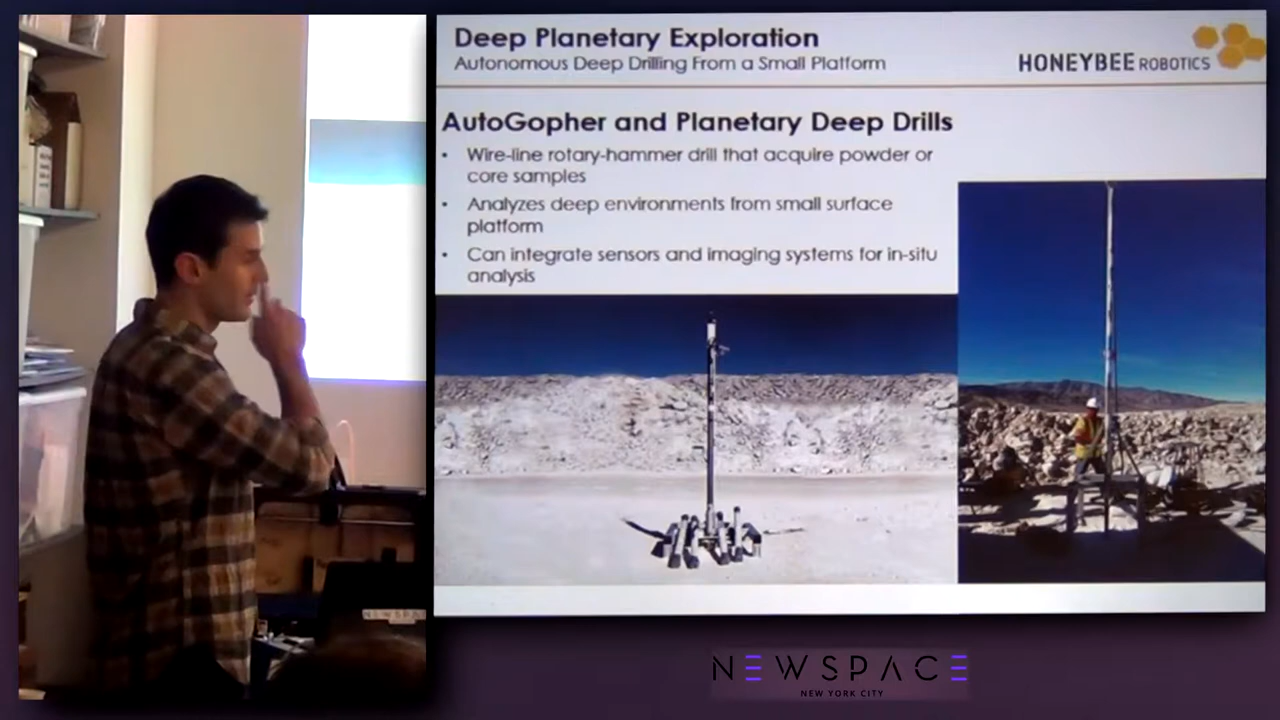 Deep Planetary Exploration
Autonomous Deep Drilling From a Small Platform
HONEYBEE ROBOTICS
AutoGopher and Planetary Deep Drills
• Wire-line rotary-hammer drill that acquire powder or
core samples
• Analyzes deep environments from small surface
platform
• Can integrate sensors and imaging systems for in-situ
analysis
NEWSPAC
NEWSPACE
NEW YORK CITY